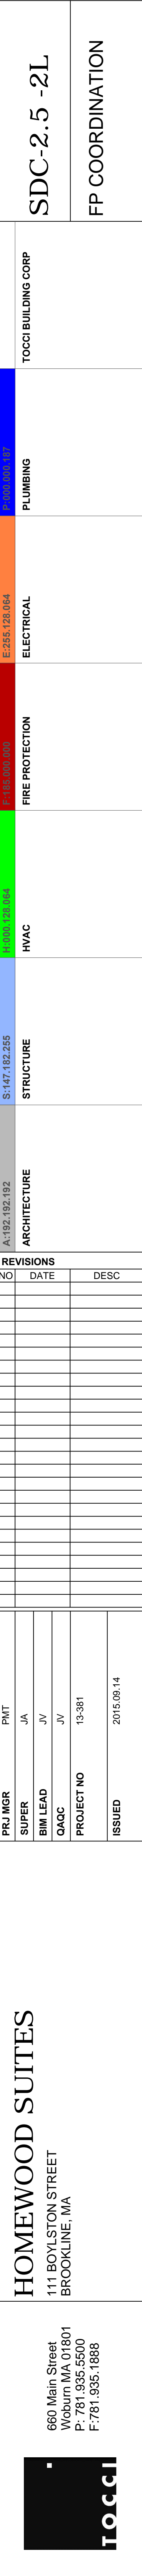 SDC-2.5 -2L
FP COORDINATION
TOCCI BUILDING CORP
P:000.000.187
PLUMBING
E:255.128.064
ELECTRICAL
F:185.000.000
FIRE PROTECTION
H:000.128.064
HVAC
S:147.182.255
STRUCTURE
A:192.192.192
ARCHITECTURE
REVISIONS
NO DATE DESC
PRJ MGR PMT
SUPER JA
BIM LEAD JV
QAQC JV
PROJECT NO 13-381
ISSUED 2015.09.14
HOMEWOOD SUITES
111 BOYLSTON STREET
BROOKLINE, MA
660 Main Street
Woburn MA 01801
P: 781.935.5500
F:781.935.1888
TOCCI